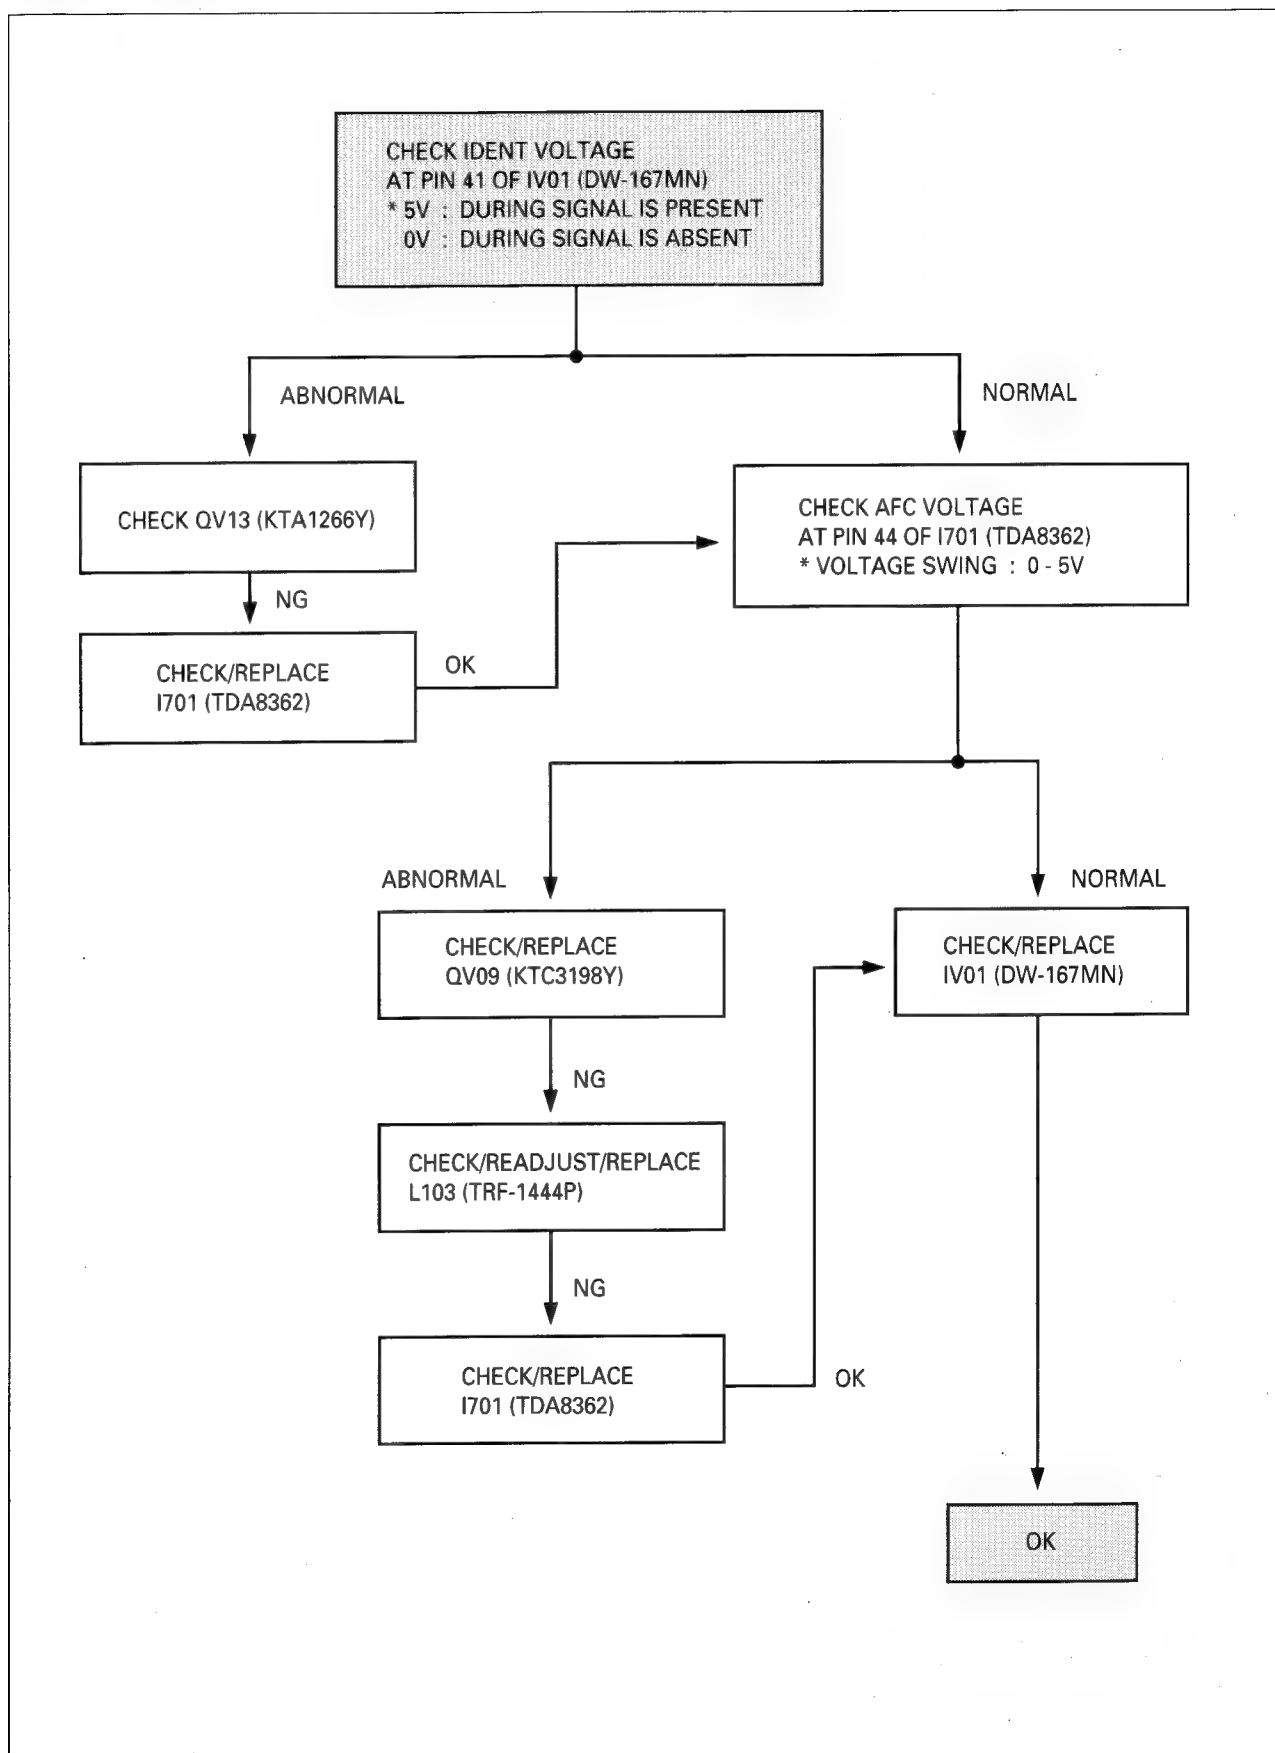 CHECK IDENT VOLTAGE
AT PIN 41 OF IV01 (DW-167MN)
* 5V : DURING SIGNAL IS PRESENT
0V : DURING SIGNAL IS ABSENT
ABNORMAL
NORMAL
CHECK QV13 (KTA1266Y)
CHECK AFC VOLTAGE
AT PIN 44 OF I701 (TDA8362)
* VOLTAGE SWING : 0 - 5V
NG
CHECK/REPLACE
I701 (TDA8362)
OK
ABNORMAL
NORMAL
CHECK/REPLACE
QV09 (KTC3198Y)
CHECK/REPLACE
IV01 (DW-167MN)
NG
CHECK/READJUST/REPLACE
L103 (TRF-1444P)
NG
CHECK/REPLACE
I701 (TDA8362)
OK
OK